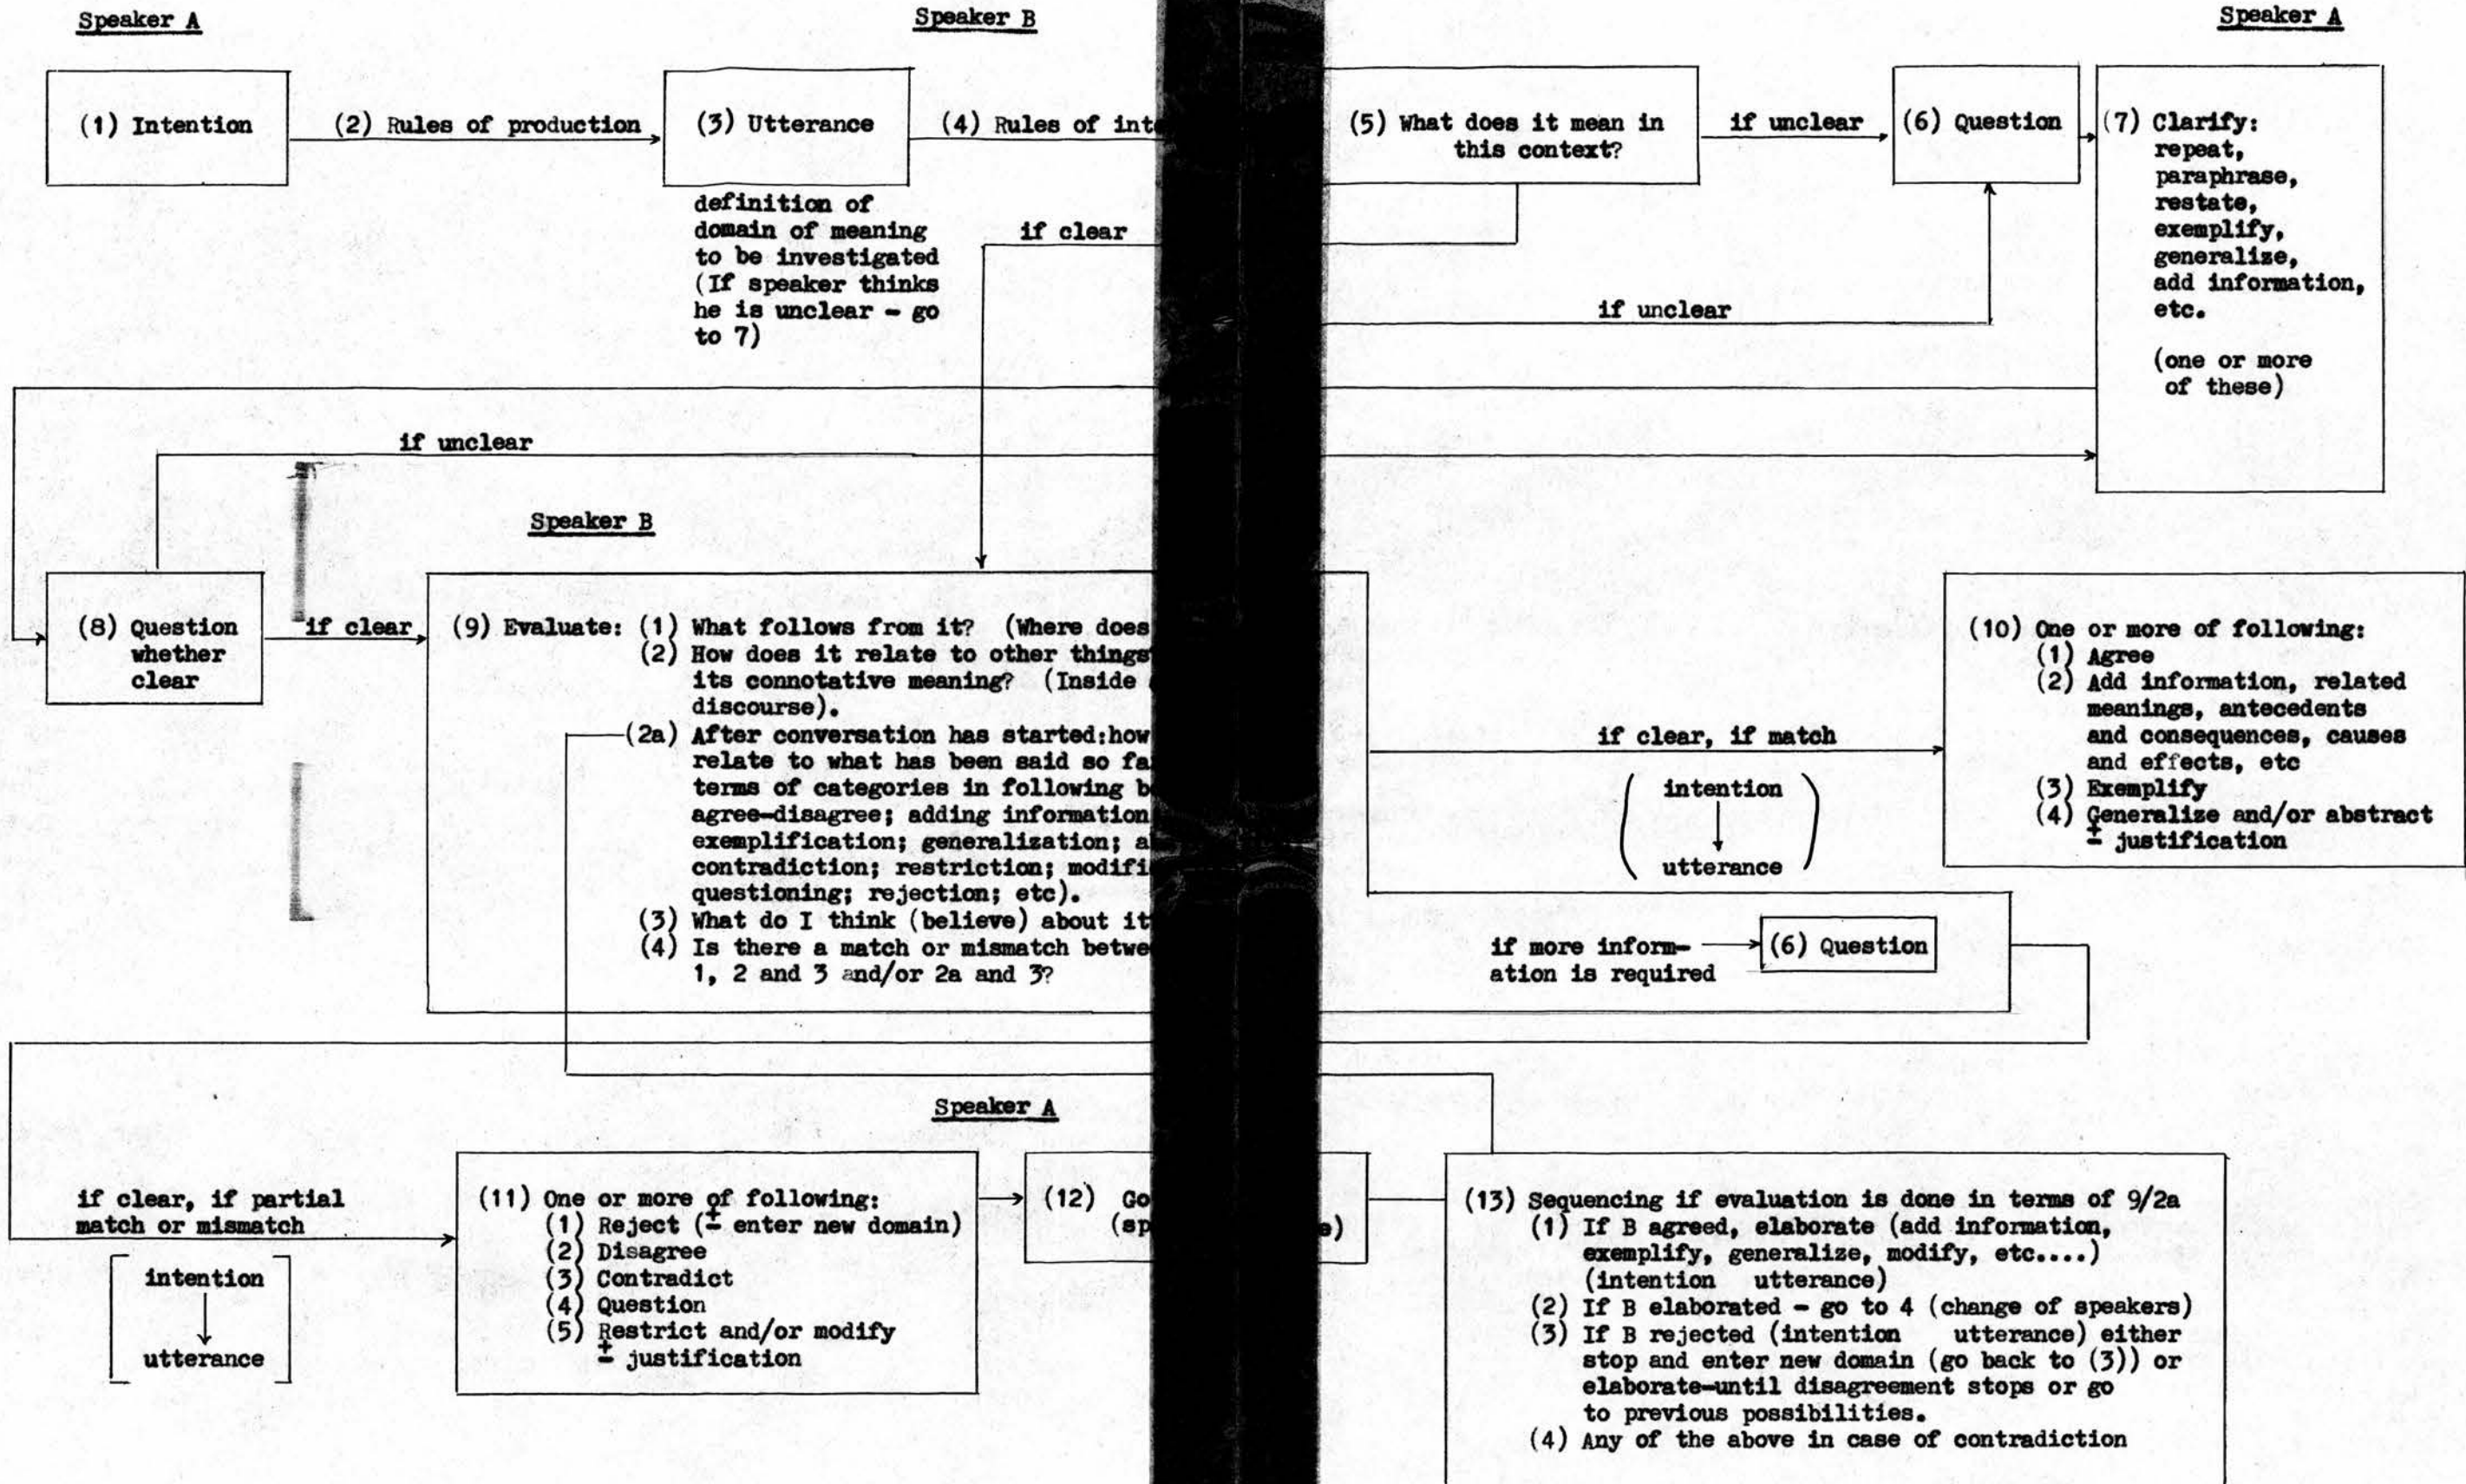 Speaker A
Speaker B
Speaker A
(1) Intention
(2) Rules of production
(3) Utterance
(4) Rules of
(5) What does it mean in
this context?
if unclear
(6) Question
(7) Clarify:
repeat,
paraphrase,
restate,
exemplify,
generalize,
add information,
etc.
(one or more
of these)
definition of
domain of meaning
to be investigated
(If speaker thinks
he is unclear - go
to 7)
if clear
if unclear
if unclear
Speaker B
(8) Question
whether
clear
if clear
(9) Evaluate: (1) What follows from it? (Where does
(2) How does it relate to other things
its connotative meaning? (Inside
discourse).
(2a) After conversation has started:how
relate to what has been said so
terms of categories in following
agree-disagree; adding information
exemplification; generalization;
contradiction; restriction;
questioning; rejection; etc).
(3) What do I think (believe) about it
(4) Is there a match or mismatch
1, 2 and 3 and/or 2a and 3?
if clear, if match
intention
utterance
(10) One or more of following:
(1) Agree
(2) Add information, related
meanings, antecedents
and consequences, causes
and effects, etc
(3) Exemplify
(4) Generalize and/or abstract
± justification
if more inform-
ation is required
(6) Question
Speaker A
if clear, if partial
match or mismatch
intention
utterance
(11) One or more of following:
(1) Reject (± enter new domain)
(2) Disagree
(3) Contradict
(4) Question
(5) Restrict and/or modify
± justification
(12) Go
(13) Sequencing if evaluation is done in terms of 9/2a
(1) If B agreed, elaborate (add information,
exemplify, generalize, modify, etc....)
(intention utterance)
(2) If B elaborated - go to 4 (change of speakers)
(3) If B rejected (intention utterance) either
stop and enter new domain (go back to (3)) or
elaborate-until disagreement stops or go
to previous possibilities.
(4) Any of the above in case of contradiction